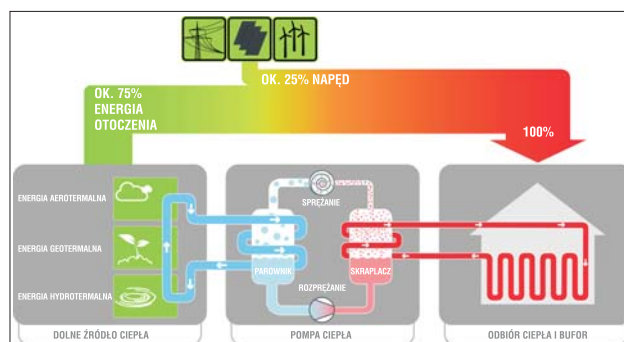 OK. 75%
ENERGIA
OTOCZENIA
OK. 25% NAPĘD
100%
ENERGIA AEROTERMALNA
ENERGIA GEOTERMALNA
ENERGIA HYDROTERMALNA
SPRĘŻANIE
PAROWNIK
SKRAPLACZ
ROZPRĘŻANIE
DOLNE ŹRÓDŁO CIEPŁA
POMPA CIEPŁA
ODBIÓR CIEPŁA I BUFOR